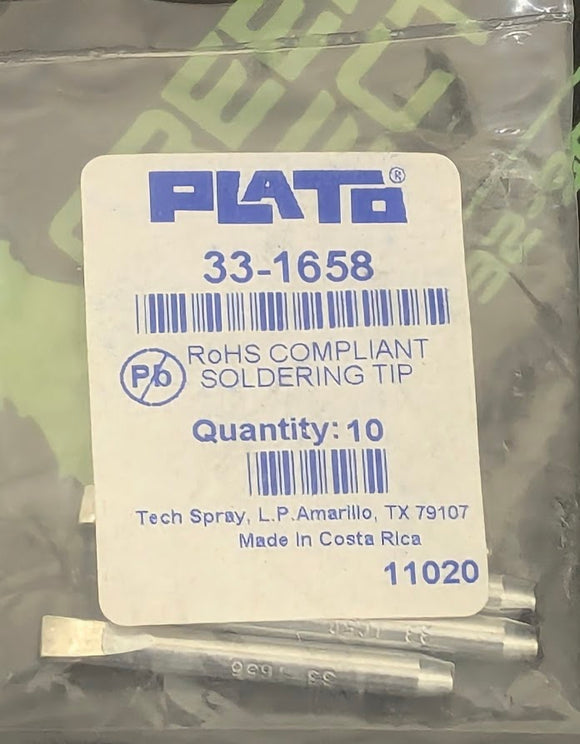 PLATO®
33-1658
Pb
RoHS COMPLIANT
SOLDERING TIP
Quantity: 10
Tech Spray, L.P. Amarillo, TX 79107
Made In Costa Rica
11020
33